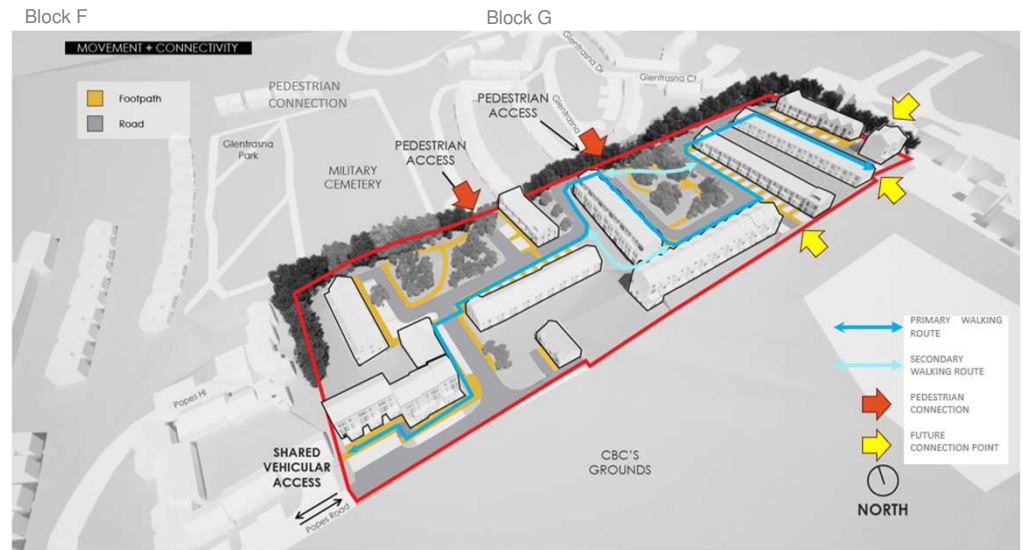 Block F
Block G
MOVEMENT + CONNECTIVITY
Footpath
Road
PEDESTRIAN
CONNECTION
Glentrasna Dr
Glentrasna Ct
Glentrasna
PEDESTRIAN
ACCESS
PEDESTRIAN
ACCESS
Glentrasna
Park
MILITARY
CEMETERY
PRIMARY WALKING
ROUTE
SECONDARY
WALKING ROUTE
PEDESTRIAN
CONNECTION
FUTURE
CONNECTION POINT
NORTH
Popes Hl
SHARED
VEHICULAR
ACCESS
Popes Road
CBC'S
GROUNDS